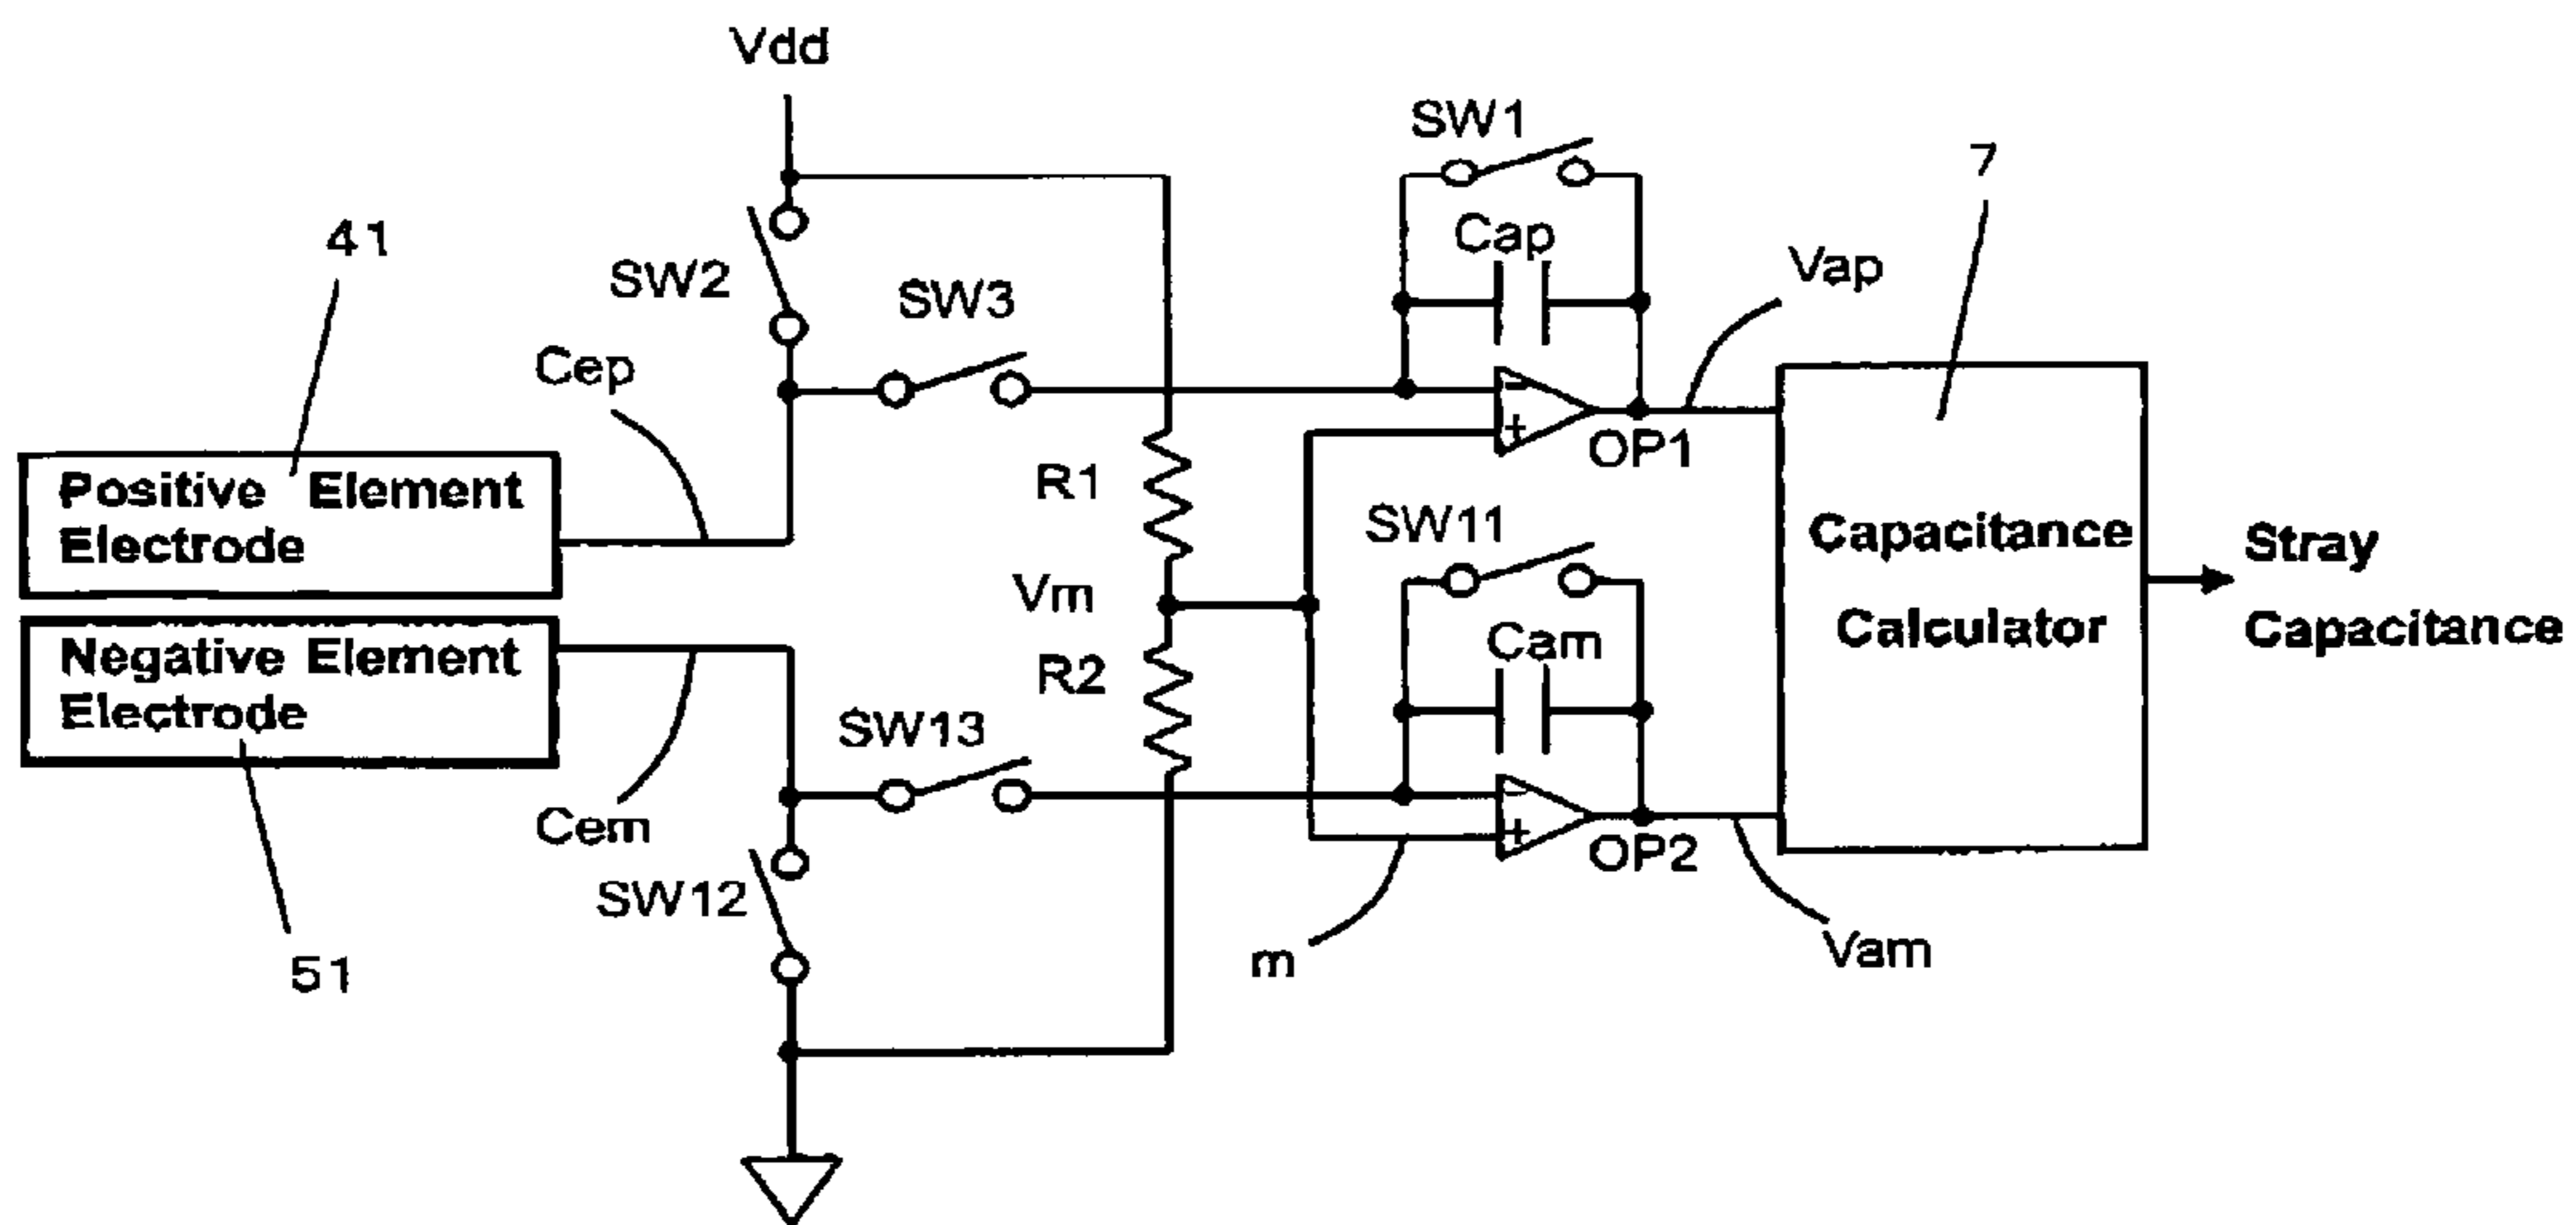 Vdd
SW1
7
41
Cap
SW2
SW3
Vap
Cep
-
+
OP1
Positive Element
Electrode
R1
SW11
Capacitance
Calculator
Stray
Capacitance
Vm
Negative Element
Electrode
R2
Cam
SW13
Cem
-
+
OP2
SW12
51
m
Vam